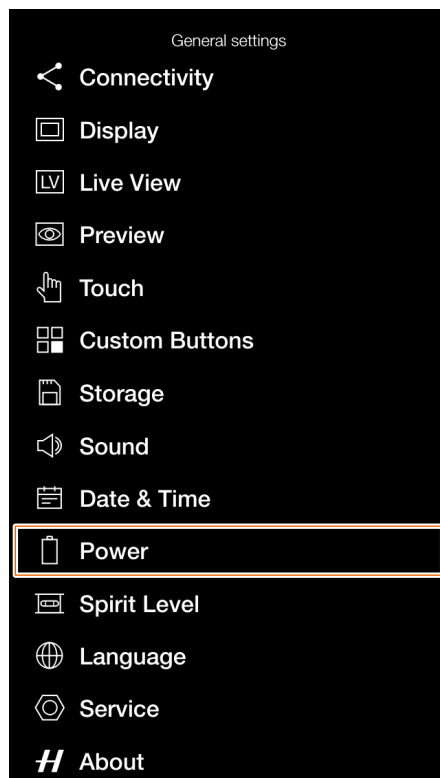 General settings
Connectivity
Display
LV Live View
Preview
Touch
Custom Buttons
Storage
Sound
Date & Time
Power
Spirit Level
Language
Service
H About